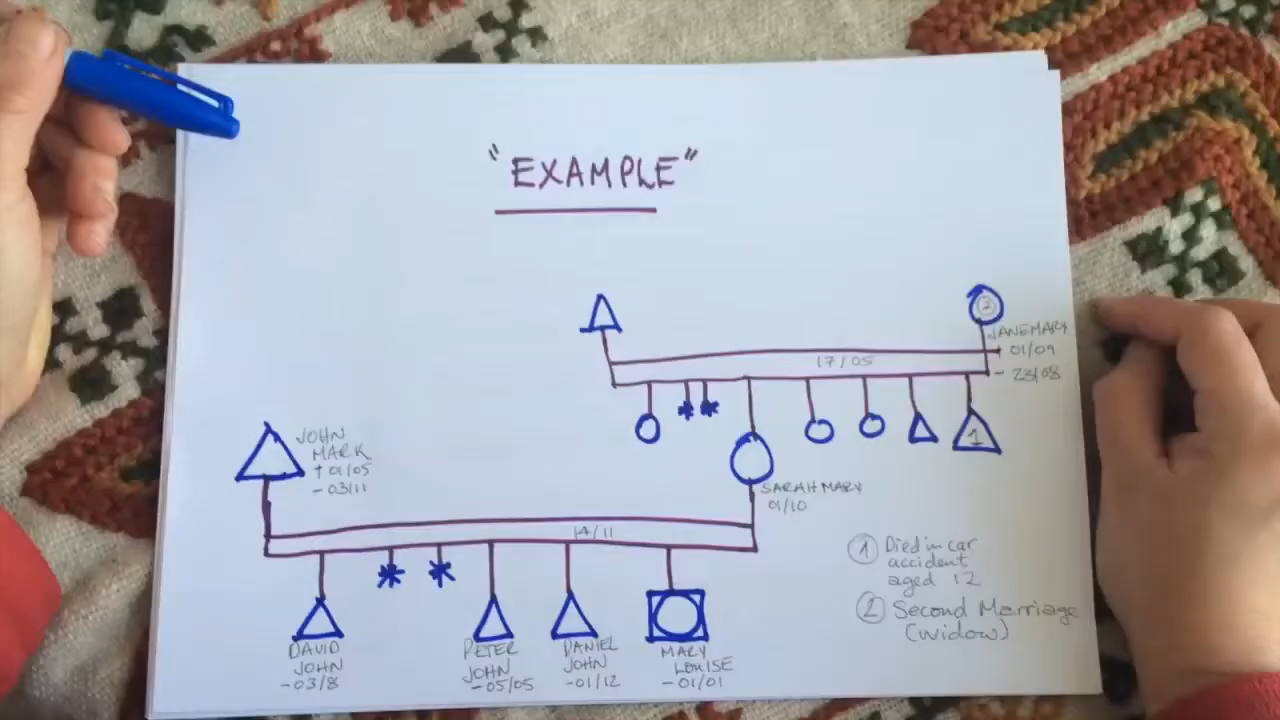 "EXAMPLE"
2
JANE MARY
01/09
- 23/08
17/05
1
JOHN
MARK
† 01/05
- 03/11
SARAH MARY
01/10
14/11
1 Died in car
accident
aged 12
2 Second Marriage
(widow)
DAVID
JOHN
- 03/8
PETER
JOHN
- 05/05
DANIEL
JOHN
- 01/12
MARY
LOUISE
- 01/01